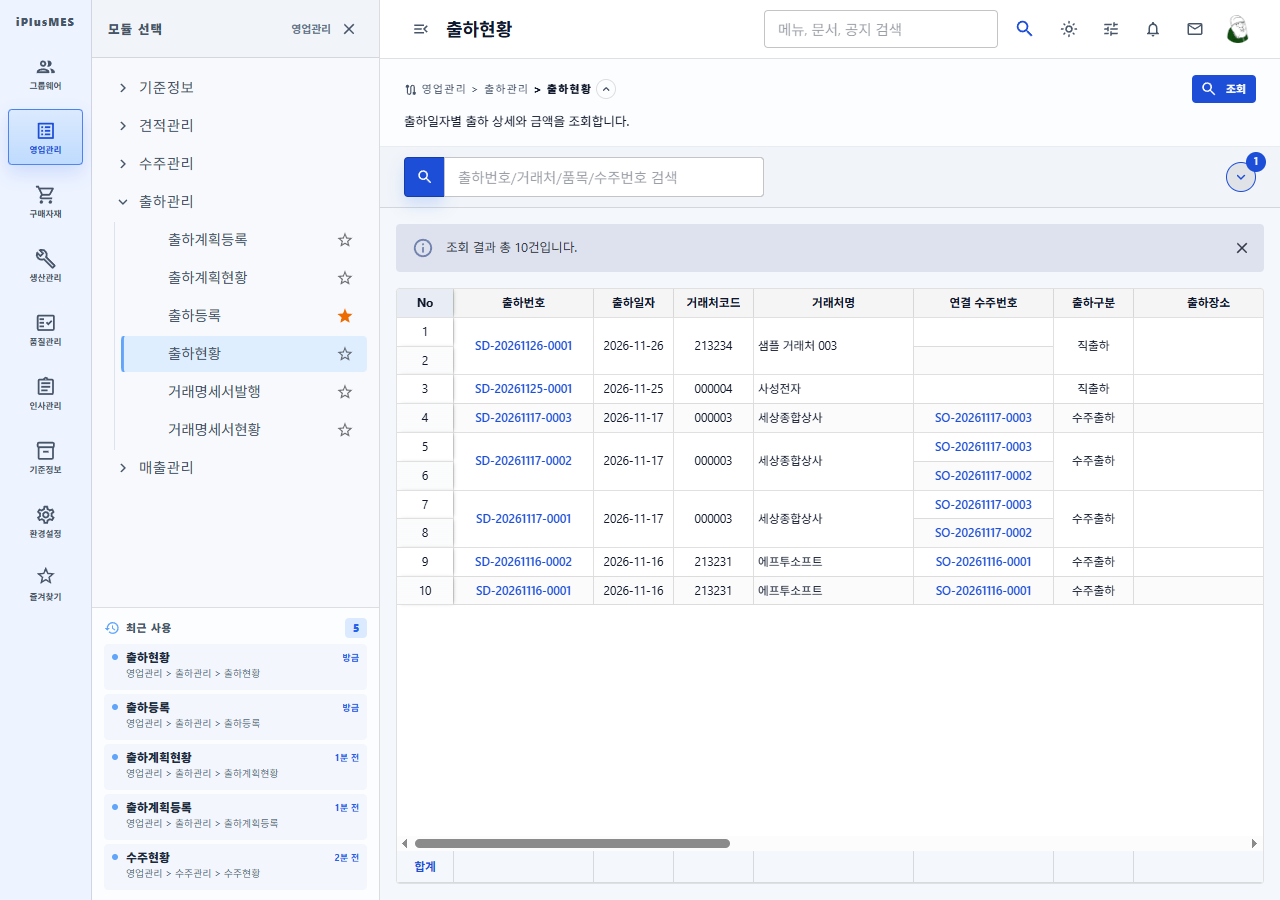 iPlusMES
그룹웨어
영업관리
구매자재
생산관리
품질관리
인사관리
기준정보
환경설정
즐겨찾기
모듈 선택
영업관리
기준정보
견적관리
수주관리
출하관리
출하계획등록
출하계획현황
출하등록
출하현황
거래명세서발행
거래명세서현황
매출관리
최근 사용 5
출하현황 방금
영업관리 > 출하관리 > 출하현황
출하등록 방금
영업관리 > 출하관리 > 출하등록
출하계획현황 1분 전
영업관리 > 출하관리 > 출하계획현황
출하계획등록 1분 전
영업관리 > 출하관리 > 출하계획등록
수주현황 2분 전
영업관리 > 수주관리 > 수주현황
출하현황
메뉴, 문서, 공지 검색
영업관리 > 출하관리 > 출하현황
조회
출하일자별 출하 상세와 금액을 조회합니다.
출하번호/거래처/품목/수주번호 검색
1
조회 결과 총 10건입니다.
No 출하번호 출하일자 거래처코드 거래처명 연결 수주번호 출하구분 출하장소
1 SD-20261126-0001 2026-11-26 213234 샘플 거래처 003 직출하
2
3 SD-20261125-0001 2026-11-25 000004 사성전자 직출하
4 SD-20261117-0003 2026-11-17 000003 세상종합상사 SO-20261117-0003 수주출하
5 SD-20261117-0002 2026-11-17 000003 세상종합상사 SO-20261117-0003 수주출하
6 SO-20261117-0002
7 SD-20261117-0001 2026-11-17 000003 세상종합상사 SO-20261117-0003 수주출하
8 SO-20261117-0002
9 SD-20261116-0002 2026-11-16 213231 에프투소프트 SO-20261116-0001 수주출하
10 SD-20261116-0001 2026-11-16 213231 에프투소프트 SO-20261116-0001 수주출하
합계